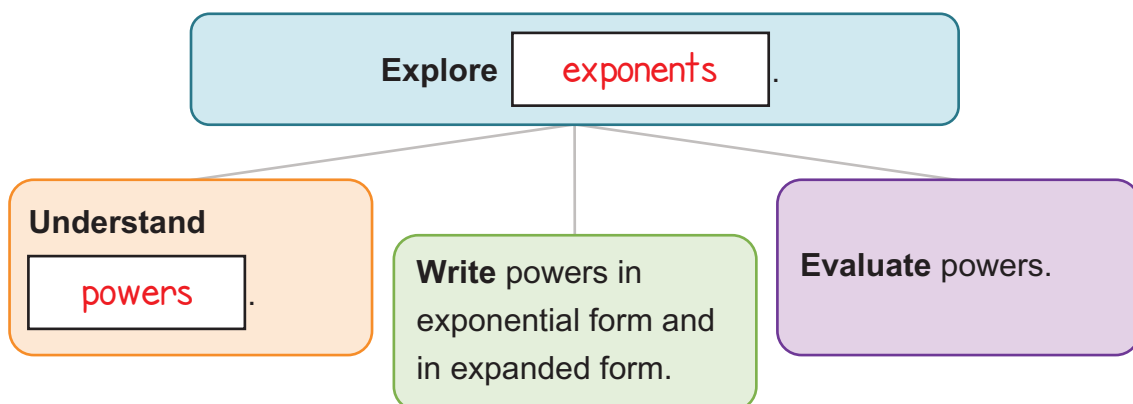 Explore exponents.
Understand
powers.
Write powers in
exponential form and
in expanded form.
Evaluate powers.